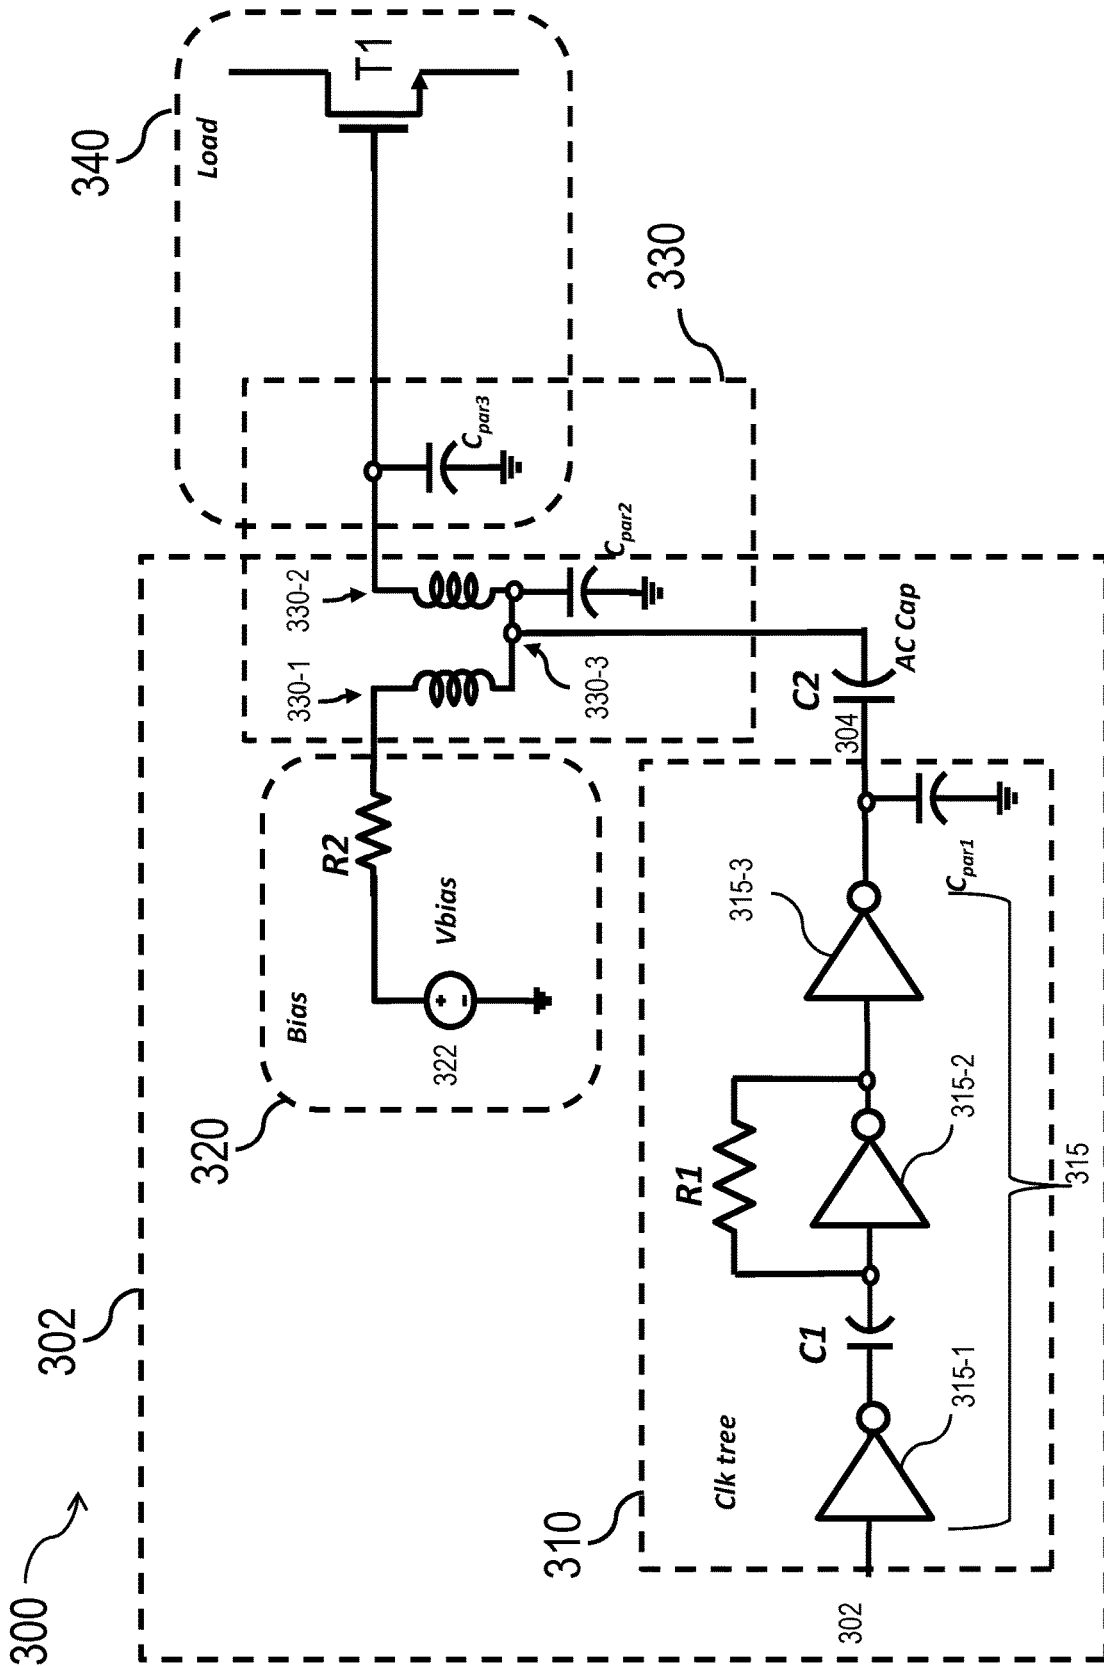 300
302
340
Load
T1
320
Bias
Vbias
322
R2
330-1
330-2
330-3
330
Cpar2
Cpar3
310
Clk tree
302
C1
R1
315-1
315-2
315-3
315
Cpar1
304
C2
AC Cap